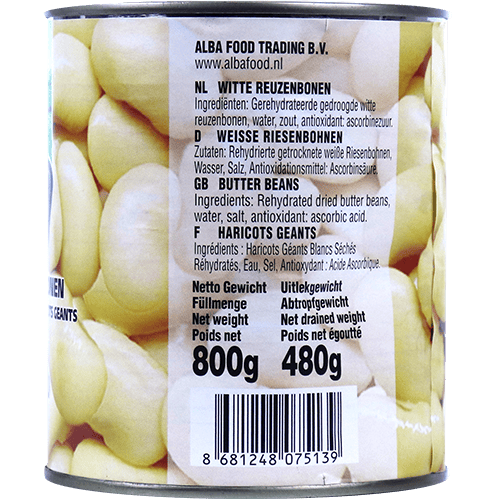 ALBA FOOD TRADING B.V.
www.albafood.nl
NL WITTE REUZENBONEN
Ingrediënten: Gerehydrateerde gedroogde witte
reuzenbonen, water, zout, antioxidant: ascorbinezuur.
D WEISSE RIESENBOHNEN
Zutaten: Rehydrierte getrocknete weiße Riesenbohnen,
Wasser, Salz, Antioxidationsmittel: Ascorbinsäure.
GB BUTTER BEANS
Ingredients: Rehydrated dried butter beans,
water, salt, antioxidant: ascorbic acid.
F HARICOTS GEANTS
Ingrédients : Haricots Géants Blancs Séchés
Réhydratés, Eau, Sel, Antioxydant : Acide Ascorbique.
Netto Gewicht Uitlekgewicht
Füllmenge Abtropfgewicht
Net weight Net drained weight
Poids net Poids net égoutté
800g 480g
8 681248 075139
NEN
S GEANTS